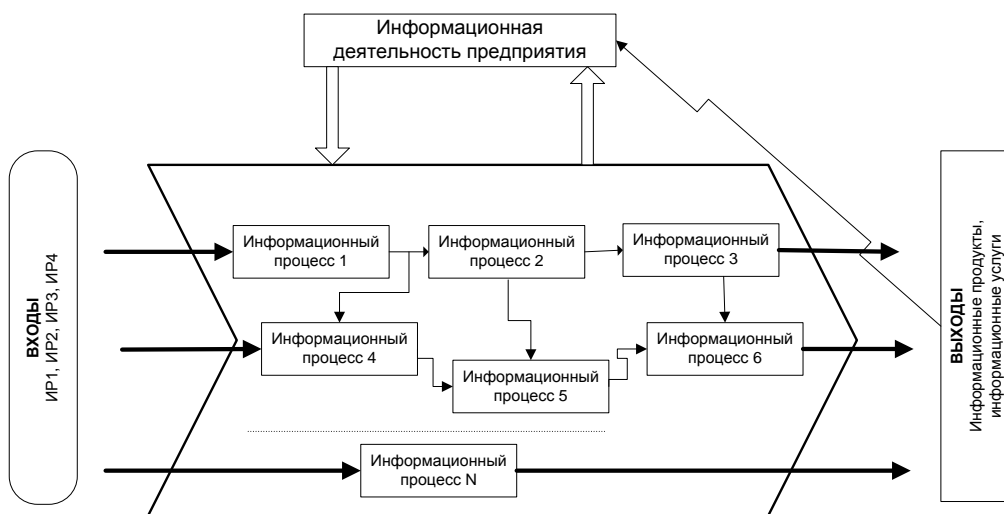 Информационная
деятельность предприятия
ВХОДЫ
ИР1, ИР2, ИР3, ИР4
Информационный
процесс 1
Информационный
процесс 2
Информационный
процесс 3
Информационный
процесс 4
Информационный
процесс 5
Информационный
процесс 6
Информационный
процесс N
ВЫХОДЫ
Информационные продукты,
информационные услуги